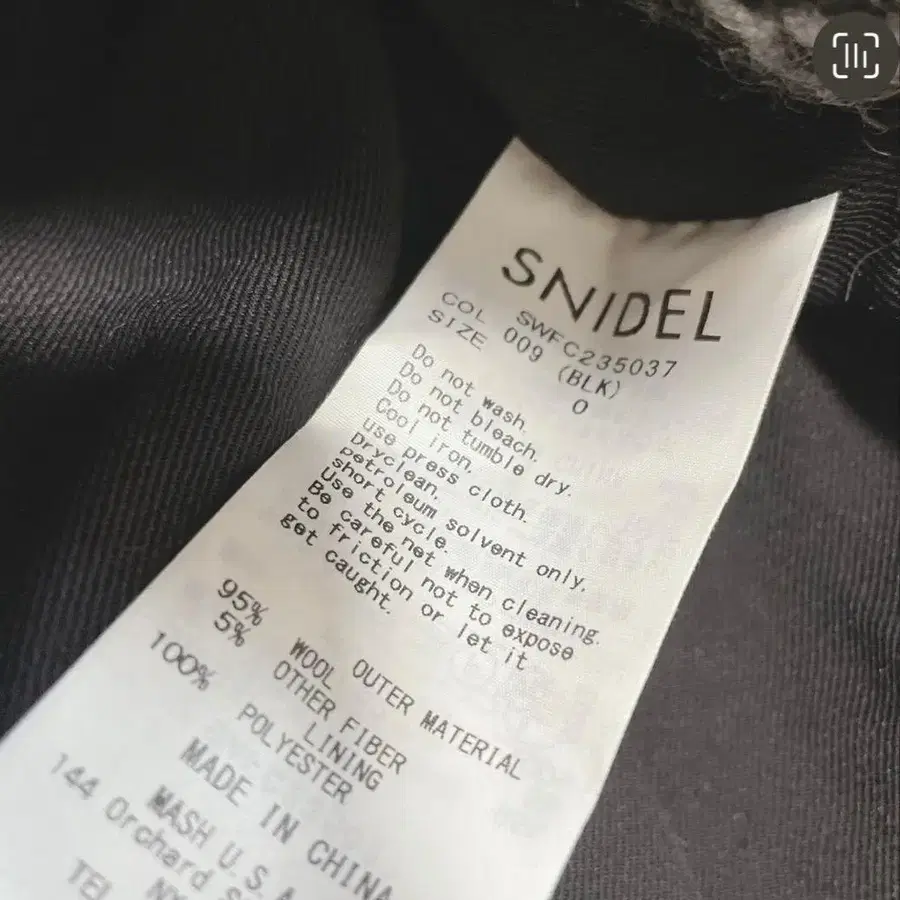 SNIDEL
SWFC235037
COL 009 (BLK)
SIZE 0
Do not wash.
Do not bleach.
Do not tumble dry.
Cool iron,
use press cloth.
Dryclean,
petroleum solvent only,
short cycle.
Use the net when cleaning.
Be careful not to expose
to friction or let it
get caught.
OUTER MATERIAL
95% WOOL
5% OTHER FIBER
LINING
100% POLYESTER
MADE IN CHINA
MASH U.S.A
144 Orchard
TEL